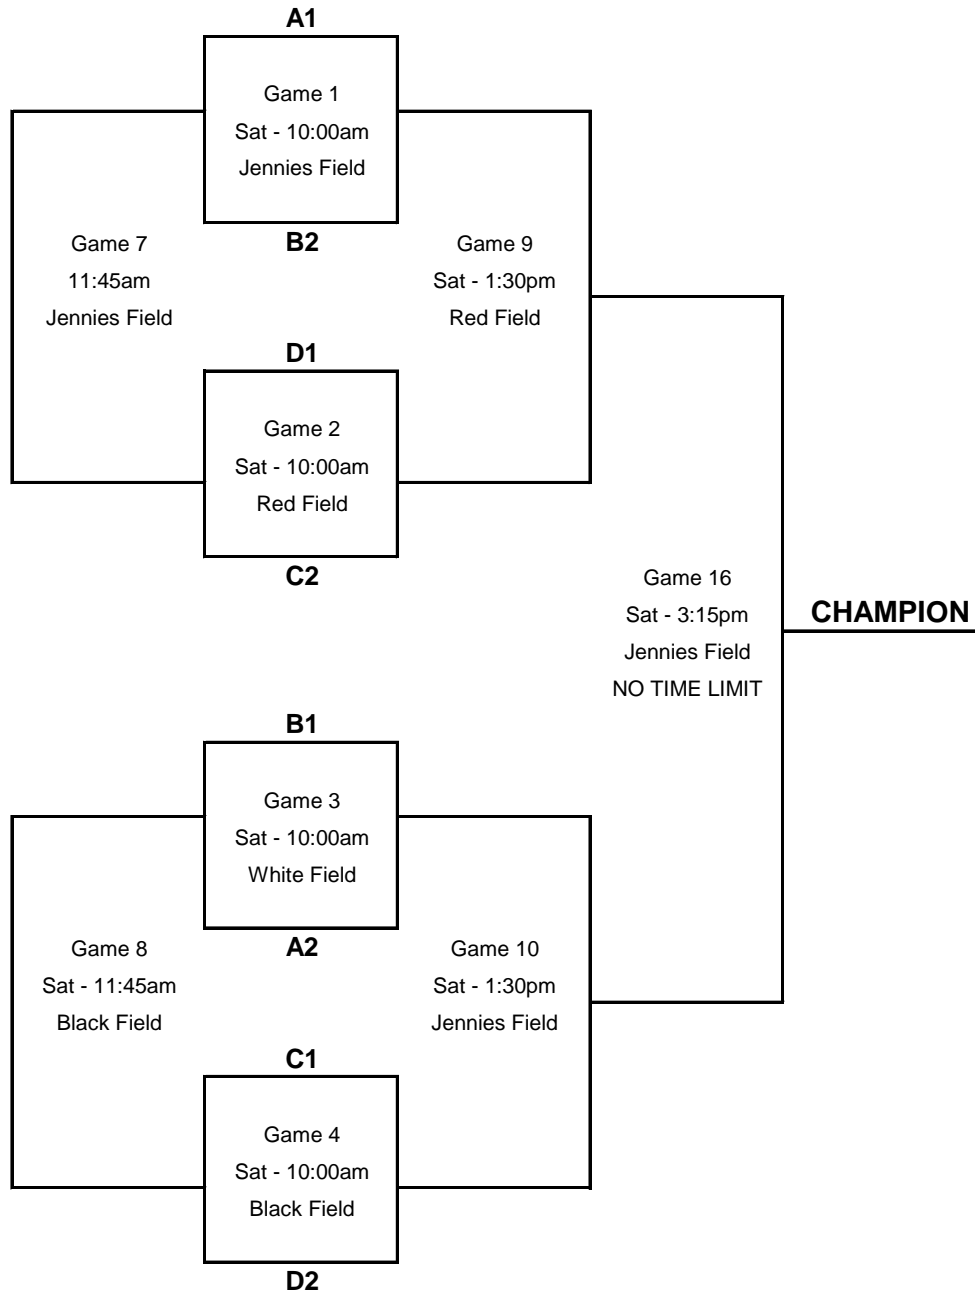 A1
Game 1
Sat - 10:00am
Jennies Field
B2
Game 7
11:45am
Jennies Field
Game 9
Sat - 1:30pm
Red Field
D1
Game 2
Sat - 10:00am
Red Field
C2
Game 16
Sat - 3:15pm
Jennies Field
NO TIME LIMIT
CHAMPION
B1
Game 3
Sat - 10:00am
White Field
A2
Game 8
Sat - 11:45am
Black Field
Game 10
Sat - 1:30pm
Jennies Field
C1
Game 4
Sat - 10:00am
Black Field
D2